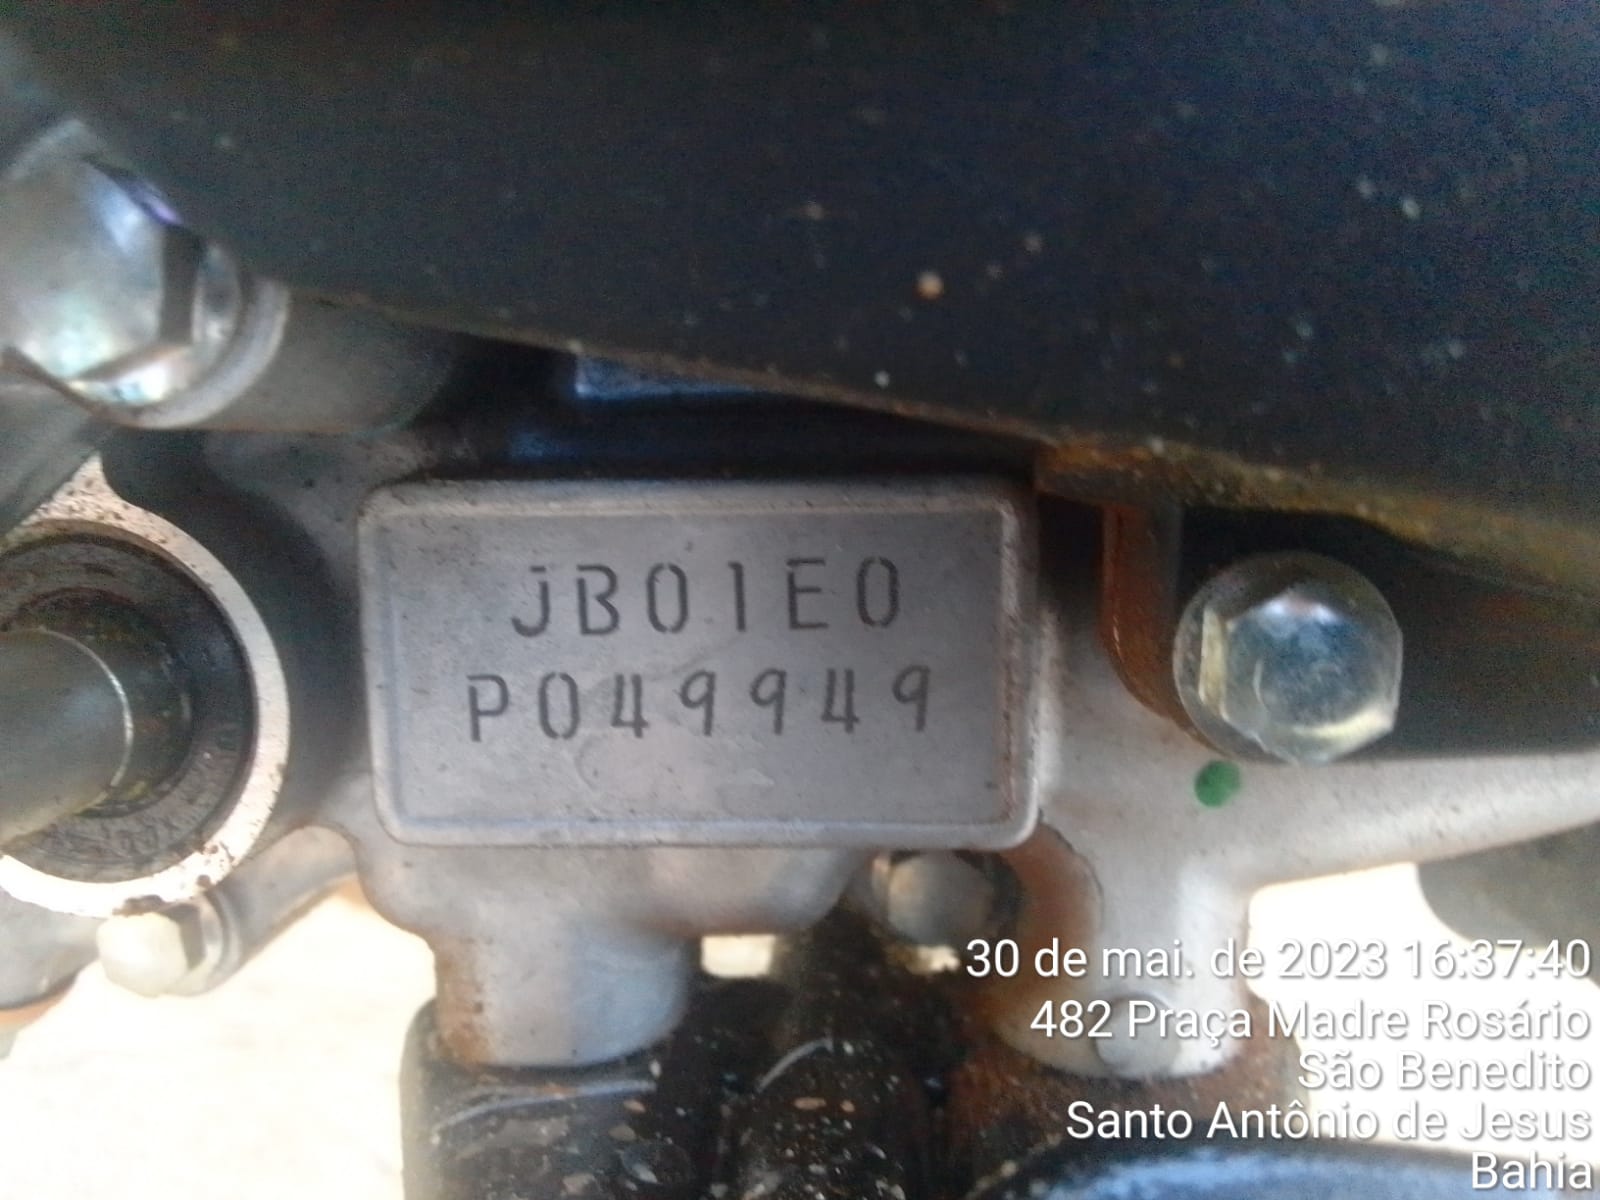 JB01E0
P049949
30 de mai. de 2023 16:37:40
482 Praça Madre Rosário
São Benedito
Santo Antônio de Jesus
Bahia